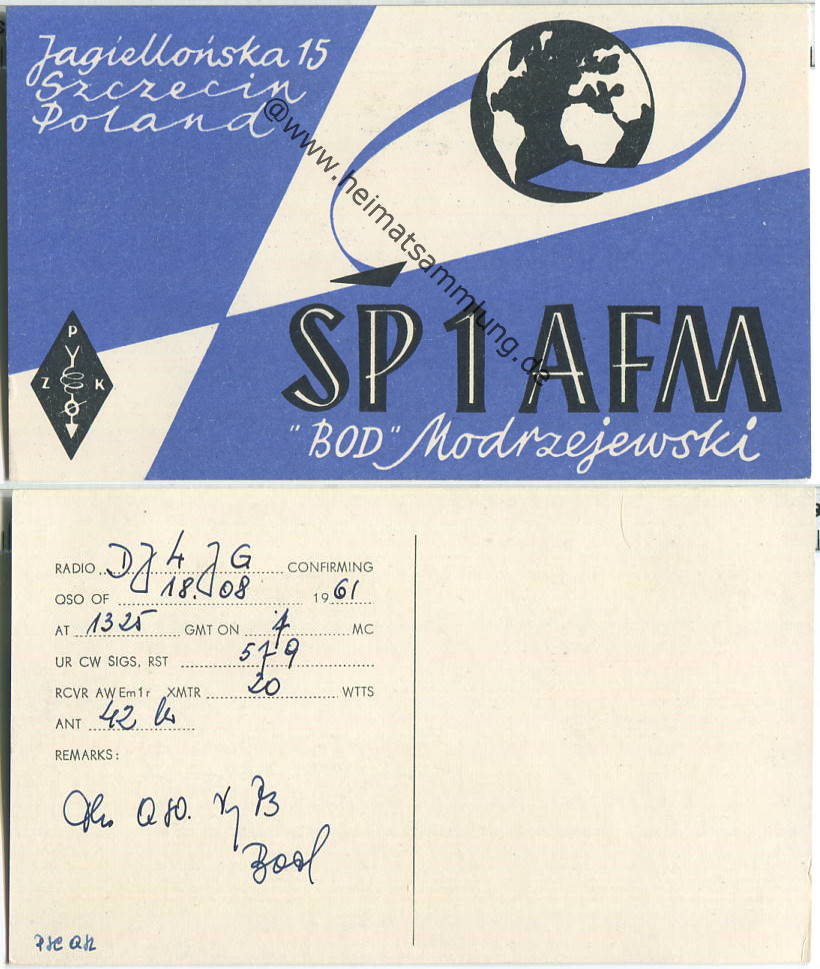 Jagiellońska 15
Szczecin
Poland
@www.heimatsammlung.de
P
Z K
SP1AFM
"BOD" Modrzejewski
RADIO DJ4JG CONFIRMING
QSO OF 18.08 1961
AT 1325 GMT ON 7 MC
UR CW SIGS, RST 579
RCVR AW Em1r XMTR 20 WTTS
ANT 42
REMARKS:
QSO. Vy 73
Bod